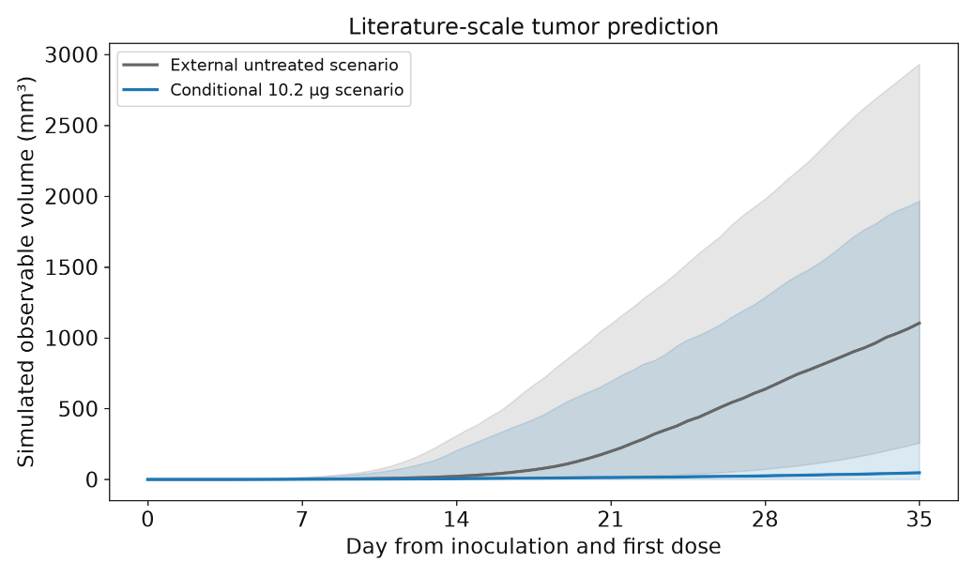 Literature-scale tumor prediction
External untreated scenario
Conditional 10.2 µg scenario
Simulated observable volume (mm³)
3000
2500
2000
1500
1000
500
0
0 7 14 21 28 35
Day from inoculation and first dose